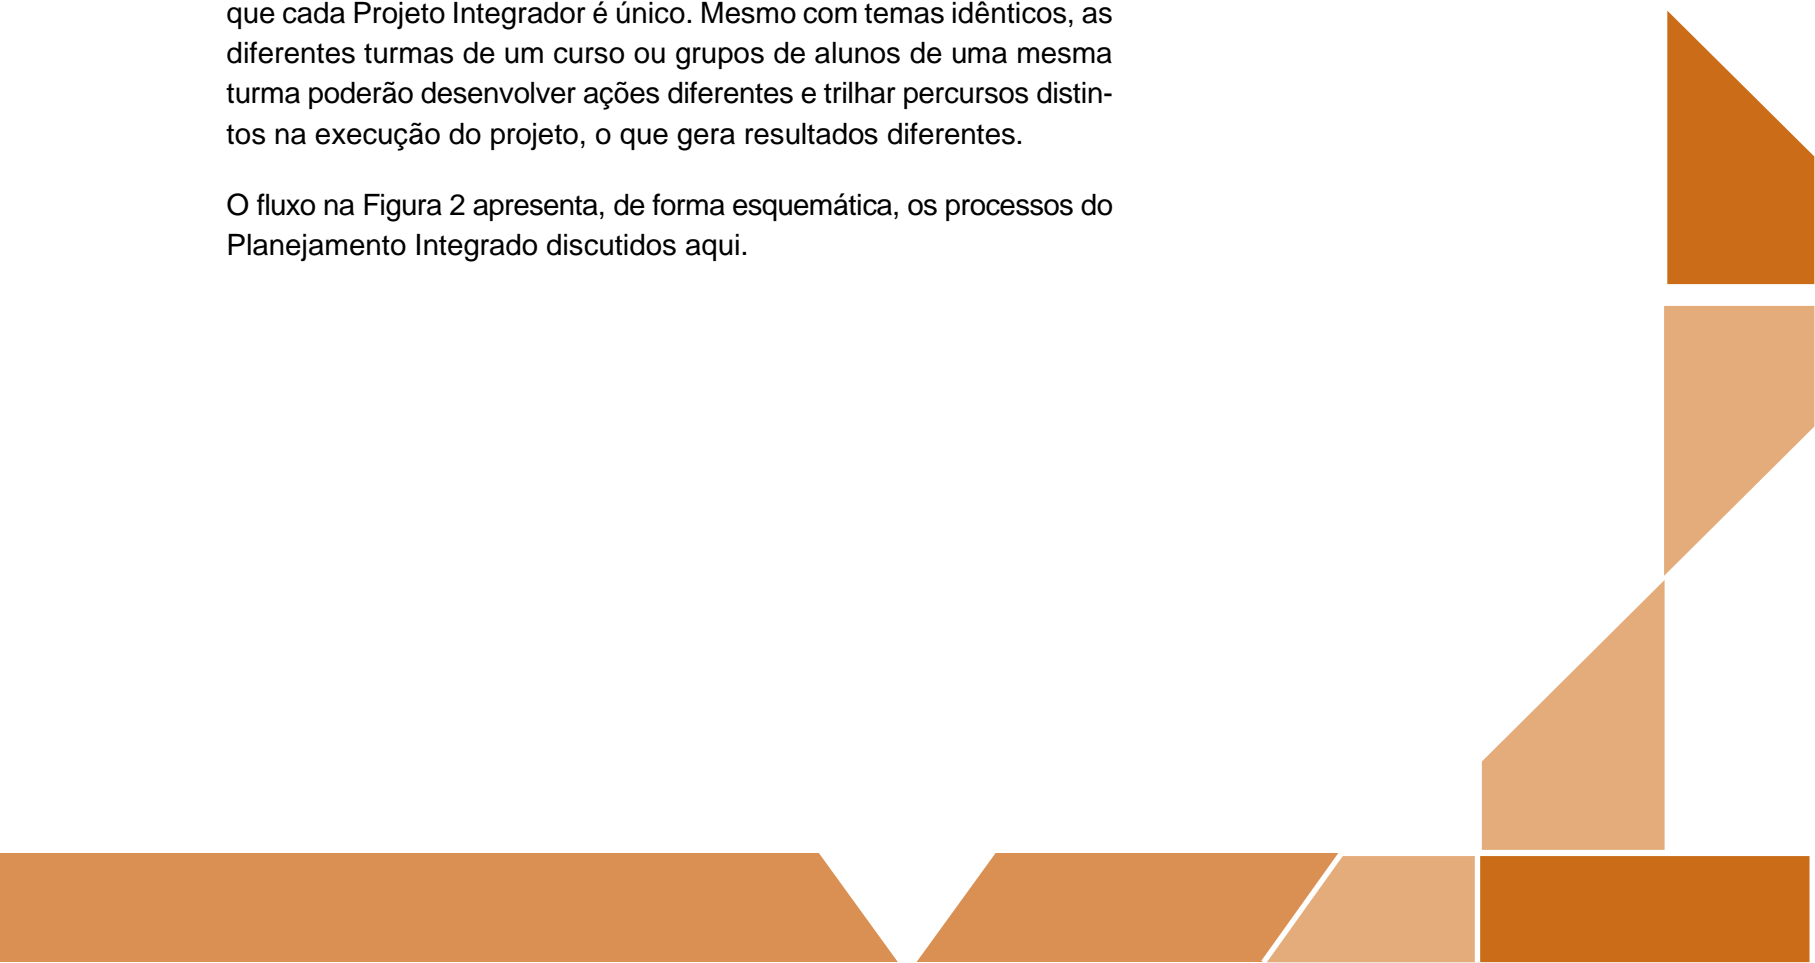 que cada Projeto Integrador é único. Mesmo com temas idênticos, as
diferentes turmas de um curso ou grupos de alunos de uma mesma
turma poderão desenvolver ações diferentes e trilhar percursos distin-
tos na execução do projeto, o que gera resultados diferentes.
O fluxo na Figura 2 apresenta, de forma esquemática, os processos do
Planejamento Integrado discutidos aqui.